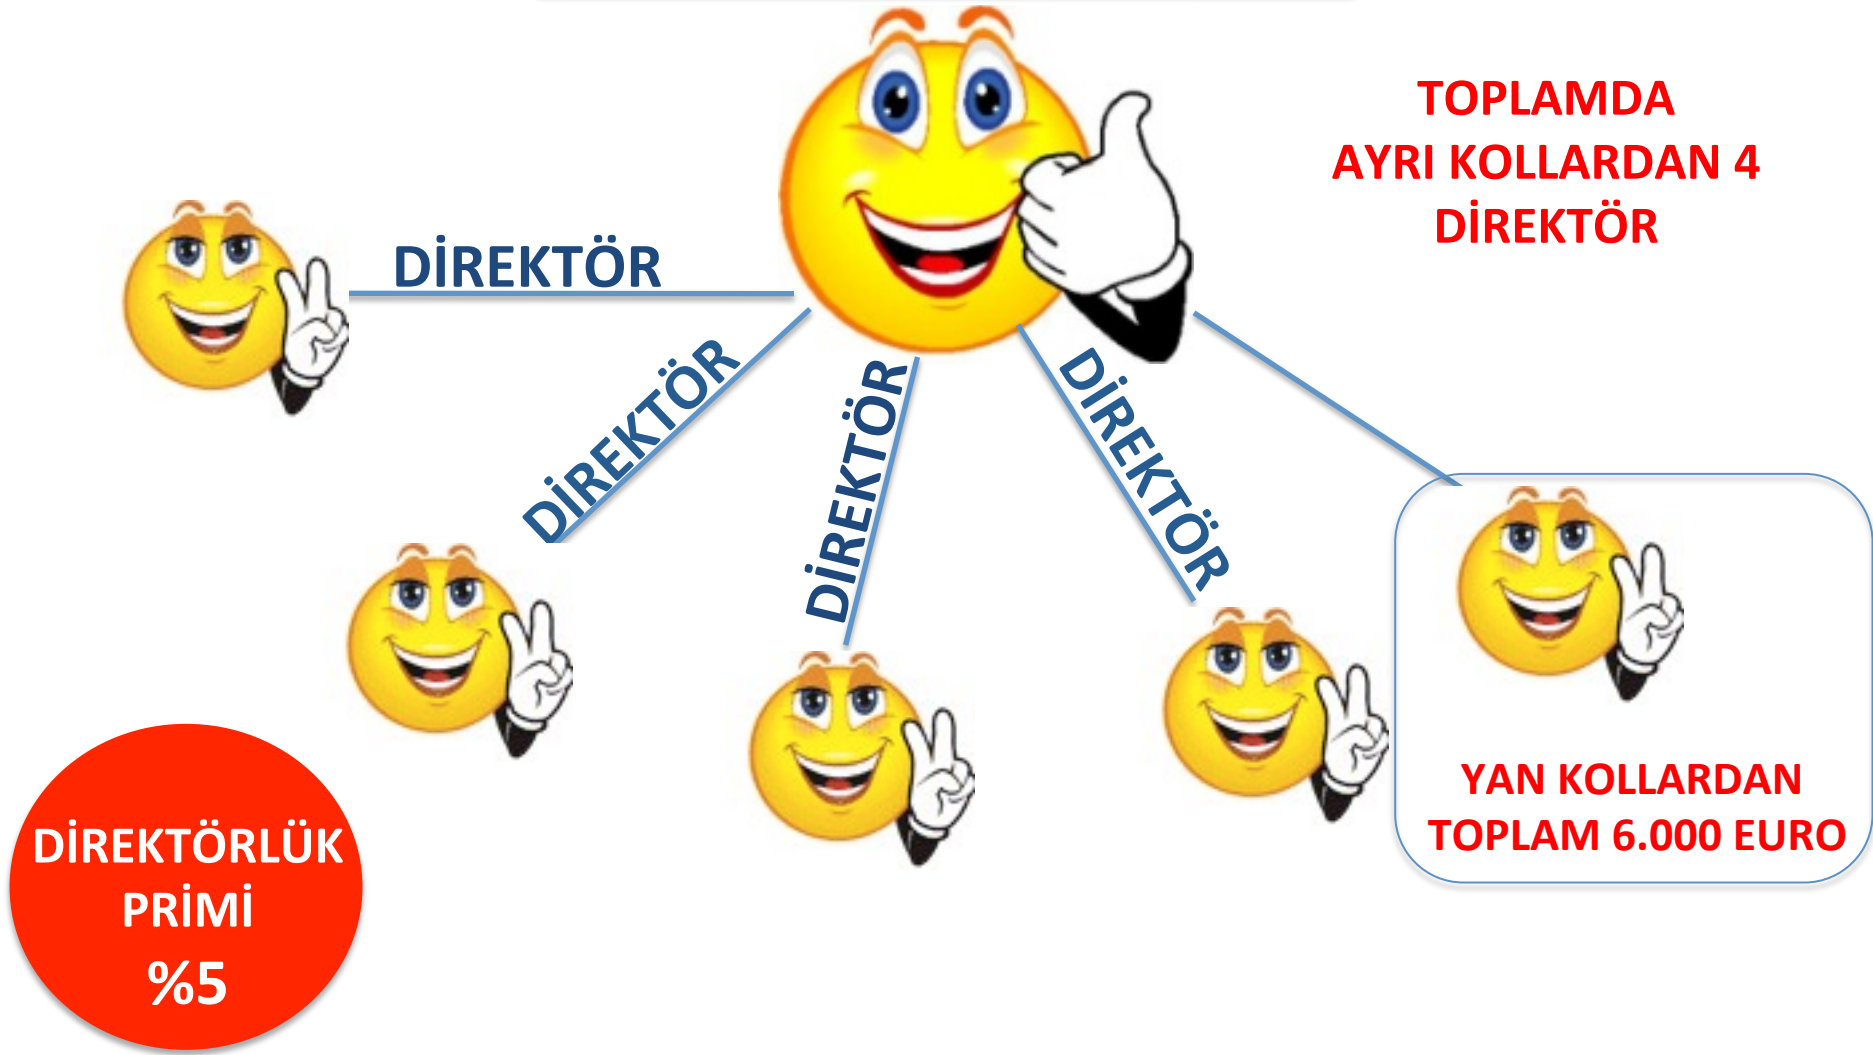 TOPLAMDA
AYRI KOLLARDAN 4
DİREKTÖR
DİREKTÖR
DİREKTÖR
DİREKTÖR
DİREKTÖR
YAN KOLLARDAN
TOPLAM 6.000 EURO
DİREKTÖRLÜK
PRİMİ
%5